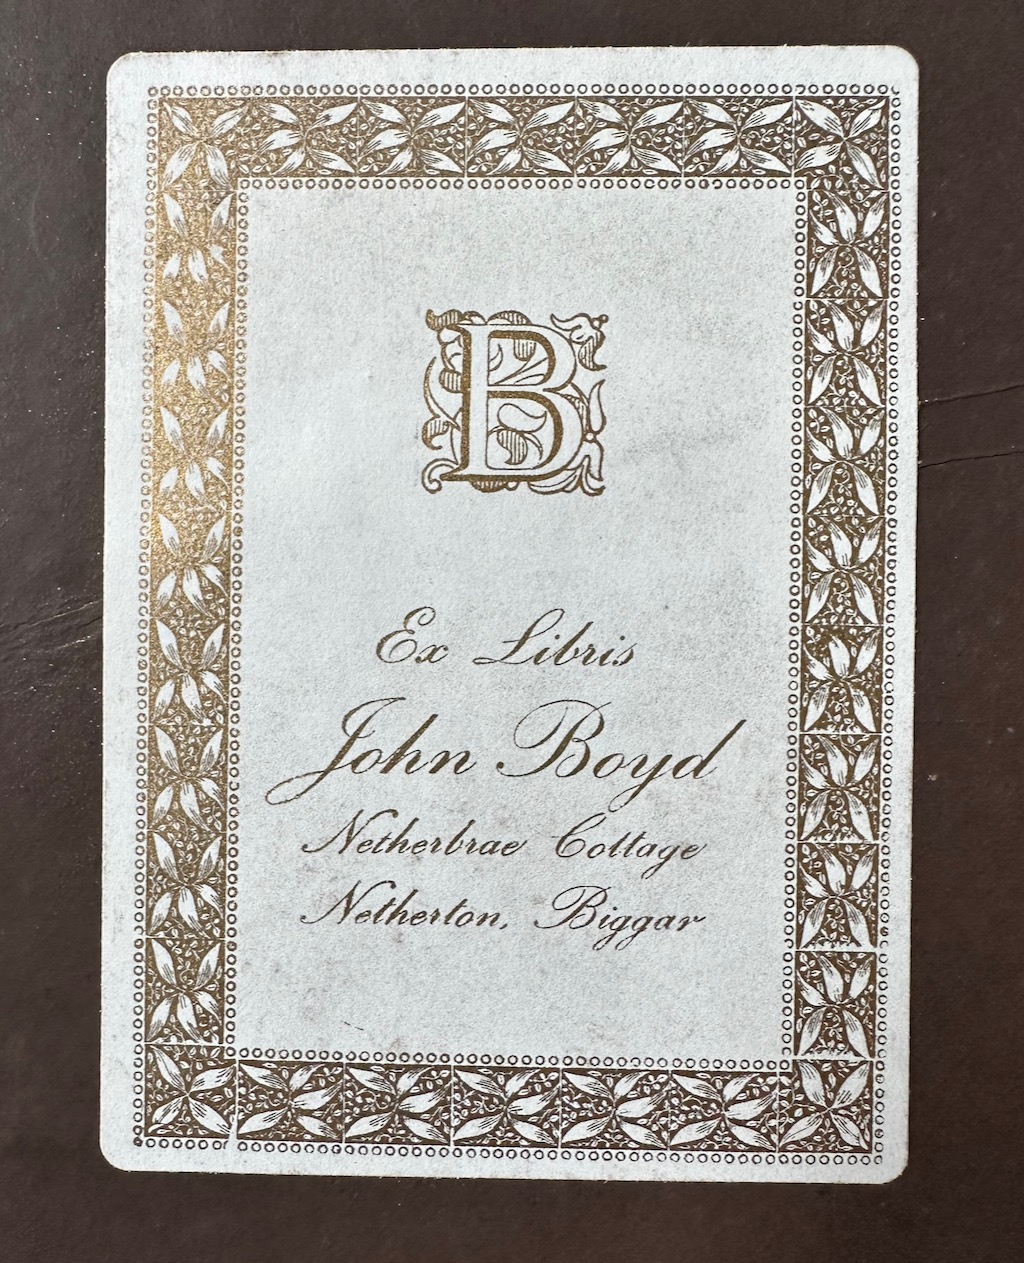 B
Ex Libris
John Boyd
Netherbrae Cottage
Netherton, Biggar